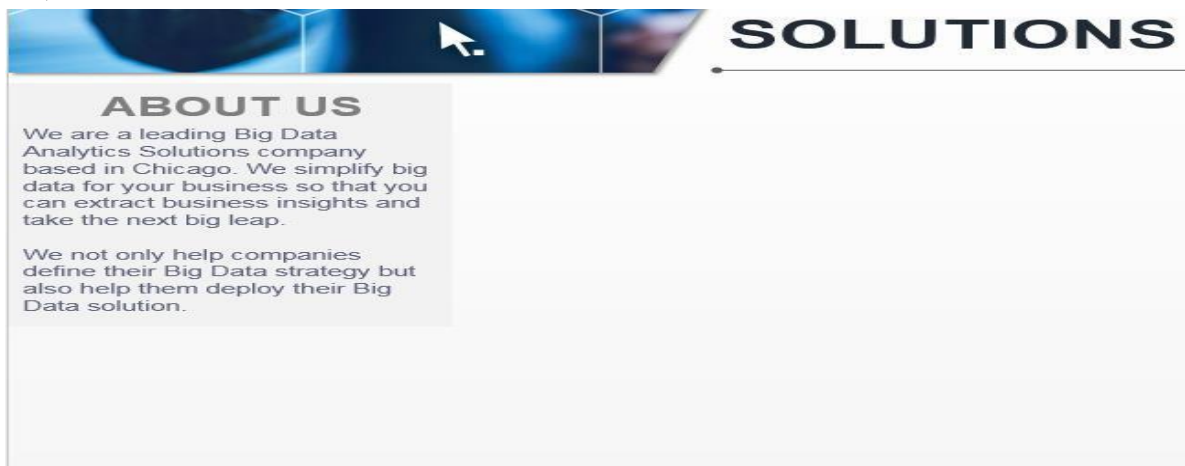 SOLUTIONS
ABOUT US
We are a leading Big Data
Analytics Solutions company
based in Chicago. We simplify big
data for your business so that you
can extract business insights and
take the next big leap.
We not only help companies
define their Big Data strategy but
also help them deploy their Big
Data solution.